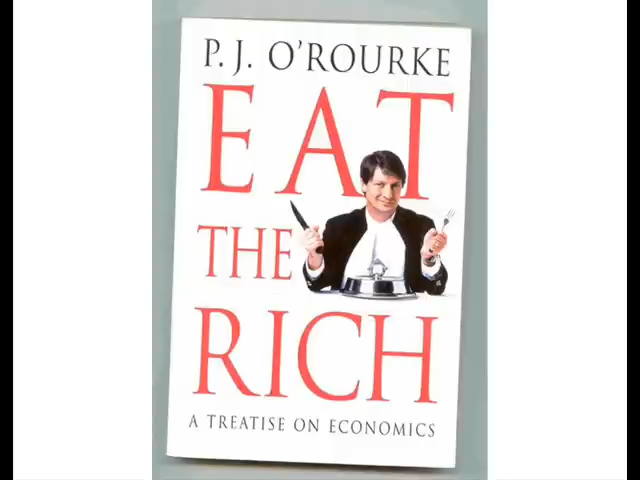 P. J. O'ROURKE
EAT
THE
RICH
A TREATISE ON ECONOMICS